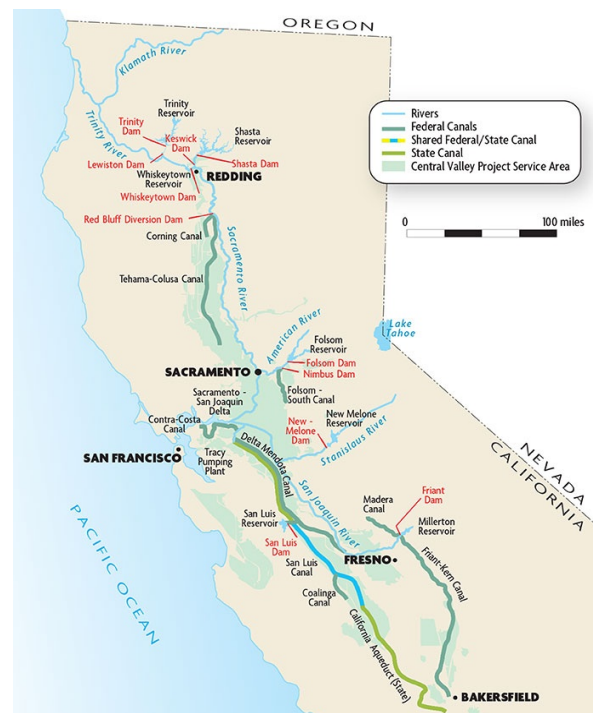 OREGON
Klamath River
Trinity
Reservoir
Trinity
Dam
Keswick
Dam
Shasta
Reservoir
Trinity River
Lewiston Dam
Shasta Dam
Whiskeytown
Reservoir
REDDING
Whiskeytown Dam
Red Bluff Diversion Dam
Corning Canal
Sacramento River
Tehama-Colusa Canal
Rivers
Federal Canals
Shared Federal/State Canal
State Canal
Central Valley Project Service Area
0
100 miles
American River
Lake
Tahoe
Folsom
Reservoir
SACRAMENTO
Folsom Dam
Nimbus Dam
Folsom -
South Canal
Sacramento -
San Joaquin
Delta
Contra-Costa
Canal
New Melone
Reservoir
New -
Melone
Dam
Stanislaus River
SAN FRANCISCO
Tracy
Pumping
Plant
Delta Mendota Canal
NEVADA
CALIFORNIA
San Joaquin River
Madera
Canal
Friant
Dam
Millerton
Reservoir
San Luis
Reservoir
San Luis
Dam
San Luis
Canal
FRESNO
Friant-Kern Canal
Coalinga
Canal
PACIFIC OCEAN
California Aqueduct (State)
BAKERSFIELD